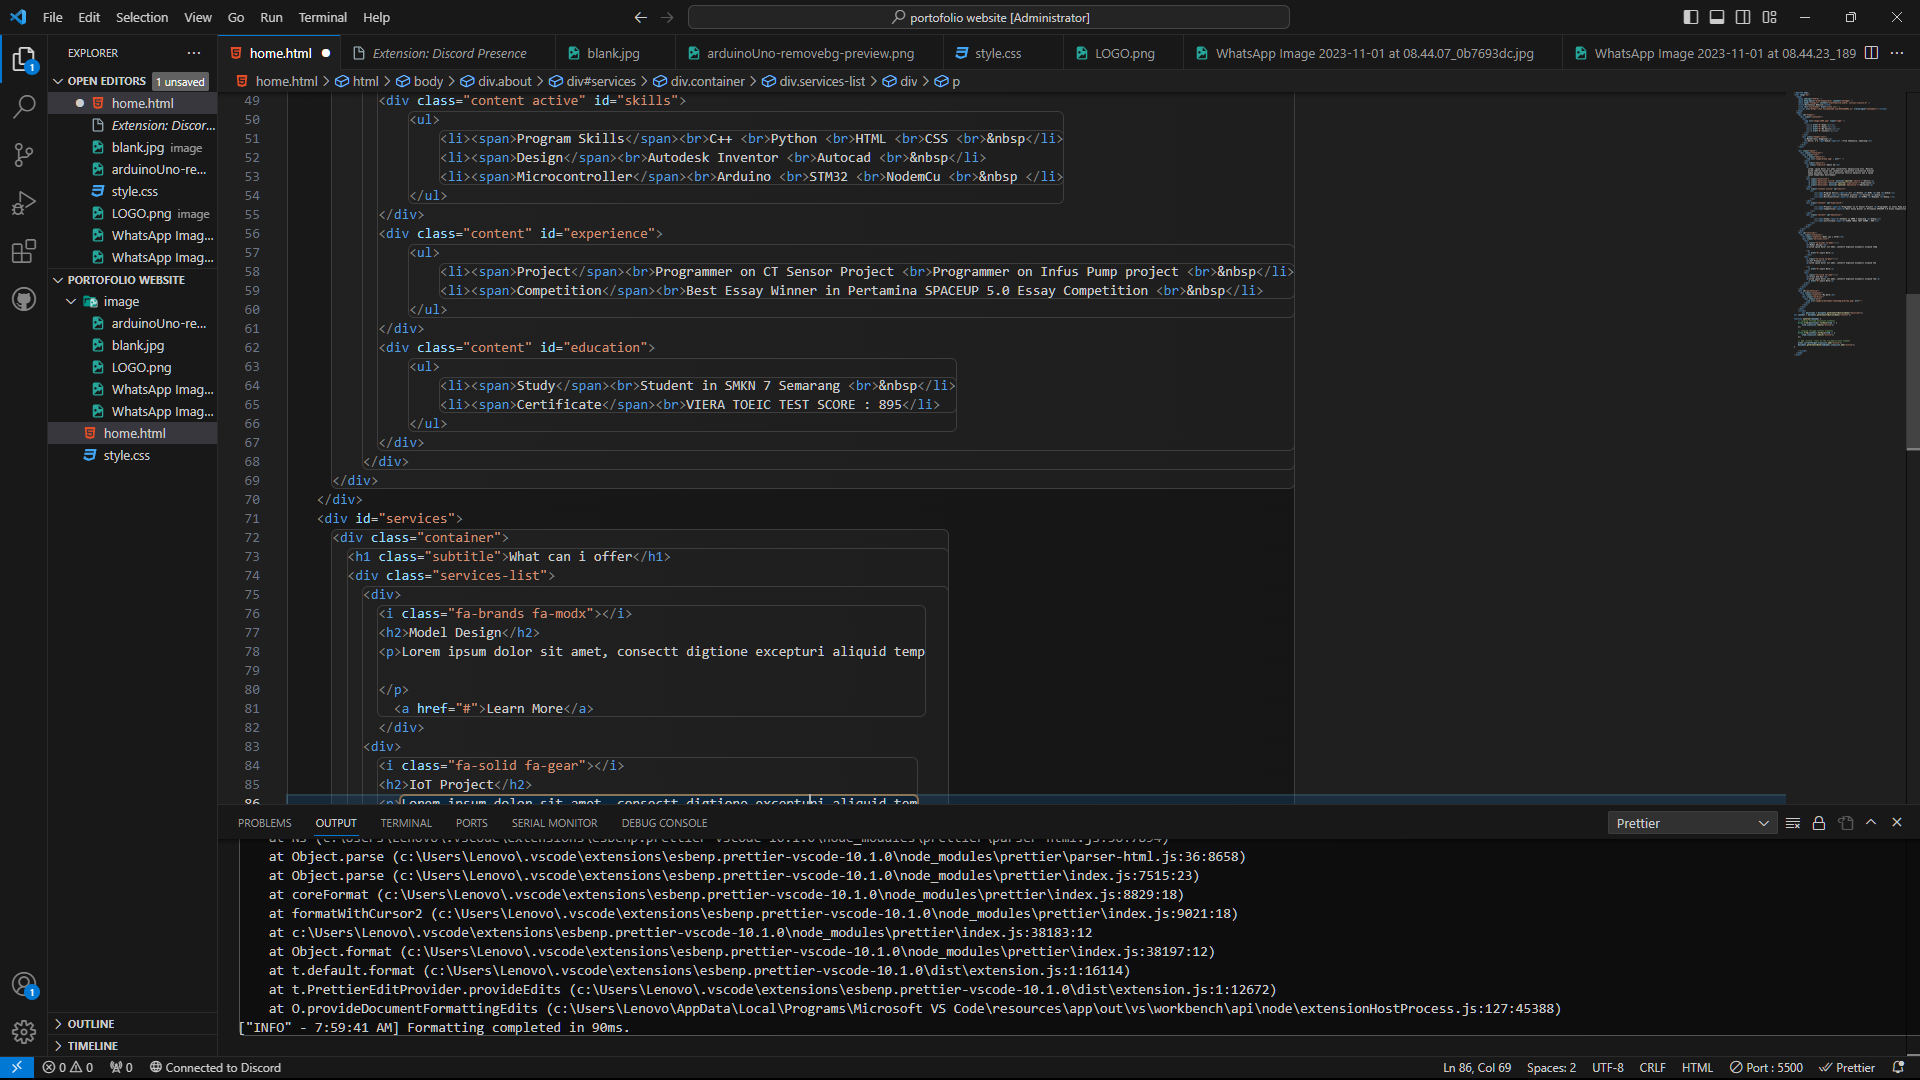 File Edit Selection View Go Run Terminal Help
portofolio website [Administrator]
EXPLORER
home.html
Extension: Discord Presence
blank.jpg
arduinoUno-removebg-preview.png
style.css
LOGO.png
WhatsApp Image 2023-11-01 at 08.44.07_0b7693dc.jpg
WhatsApp Image 2023-11-01 at 08.44.23_189
home.html > html > body > div.about > div#services > div.container > div.services-list > div > p
OPEN EDITORS 1 unsaved
home.html
Extension: Discor...
blank.jpg image
arduinoUno-re...
style.css
LOGO.png image
WhatsApp Imag...
WhatsApp Imag...
PORTOFOLIO WEBSITE
image
arduinoUno-re...
blank.jpg
LOGO.png
WhatsApp Imag...
WhatsApp Imag...
home.html
style.css
OUTLINE
TIMELINE
49 <div class="content active" id="skills">
50 <ul>
51 <li><span>Program Skills</span><br>C++ <br>Python <br>HTML <br>CSS <br>&nbsp</li>
52 <li><span>Design</span><br>Autodesk Inventor <br>Autocad <br>&nbsp</li>
53 <li><span>Microcontroller</span><br>Arduino <br>STM32 <br>NodemCu <br>&nbsp </li>
54 </ul>
55 </div>
56 <div class="content" id="experience">
57 <ul>
58 <li><span>Project</span><br>Programmer on CT Sensor Project <br>Programmer on Infus Pump project <br>&nbsp</li>
59 <li><span>Competition</span><br>Best Essay Winner in Pertamina SPACEUP 5.0 Essay Competition <br>&nbsp</li>
60 </ul>
61 </div>
62 <div class="content" id="education">
63 <ul>
64 <li><span>Study</span><br>Student in SMKN 7 Semarang <br>&nbsp</li>
65 <li><span>Certificate</span><br>VIERA TOEIC TEST SCORE : 895</li>
66 </ul>
67 </div>
68 </div>
69 </div>
70 </div>
71 <div id="services">
72 <div class="container">
73 <h1 class="subtitle">What can i offer</h1>
74 <div class="services-list">
75 <div>
76 <i class="fa-brands fa-modx"></i>
77 <h2>Model Design</h2>
78 <p>Lorem ipsum dolor sit amet, consectt digtione excepturi aliquid temp
79
80 </p>
81 <a href="#">Learn More</a>
82 </div>
83 <div>
84 <i class="fa-solid fa-gear"></i>
85 <h2>IoT Project</h2>
86 <p>Lorem ipsum dolor sit amet, consectt digtione excepturi aliquid tem
PROBLEMS OUTPUT TERMINAL PORTS SERIAL MONITOR DEBUG CONSOLE
Prettier
at Object.parse (c:\Users\Lenovo\.vscode\extensions\esbenp.prettier-vscode-10.1.0\node_modules\prettier\parser-html.js:36:8658)
at Object.parse (c:\Users\Lenovo\.vscode\extensions\esbenp.prettier-vscode-10.1.0\node_modules\prettier\index.js:7515:23)
at coreFormat (c:\Users\Lenovo\.vscode\extensions\esbenp.prettier-vscode-10.1.0\node_modules\prettier\index.js:8829:18)
at formatWithCursor2 (c:\Users\Lenovo\.vscode\extensions\esbenp.prettier-vscode-10.1.0\node_modules\prettier\index.js:9021:18)
at c:\Users\Lenovo\.vscode\extensions\esbenp.prettier-vscode-10.1.0\node_modules\prettier\index.js:38183:12
at Object.format (c:\Users\Lenovo\.vscode\extensions\esbenp.prettier-vscode-10.1.0\node_modules\prettier\index.js:38197:12)
at t.default.format (c:\Users\Lenovo\.vscode\extensions\esbenp.prettier-vscode-10.1.0\dist\extension.js:1:16114)
at t.PrettierEditProvider.provideEdits (c:\Users\Lenovo\.vscode\extensions\esbenp.prettier-vscode-10.1.0\dist\extension.js:1:12672)
at O.provideDocumentFormattingEdits (c:\Users\Lenovo\AppData\Local\Programs\Microsoft VS Code\resources\app\out\vs\workbench\api\node\extensionHostProcess.js:127:45388)
["INFO" - 7:59:41 AM] Formatting completed in 90ms.
0 0 0 Connected to Discord
Ln 86, Col 69 Spaces: 2 UTF-8 CRLF HTML Port : 5500 Prettier